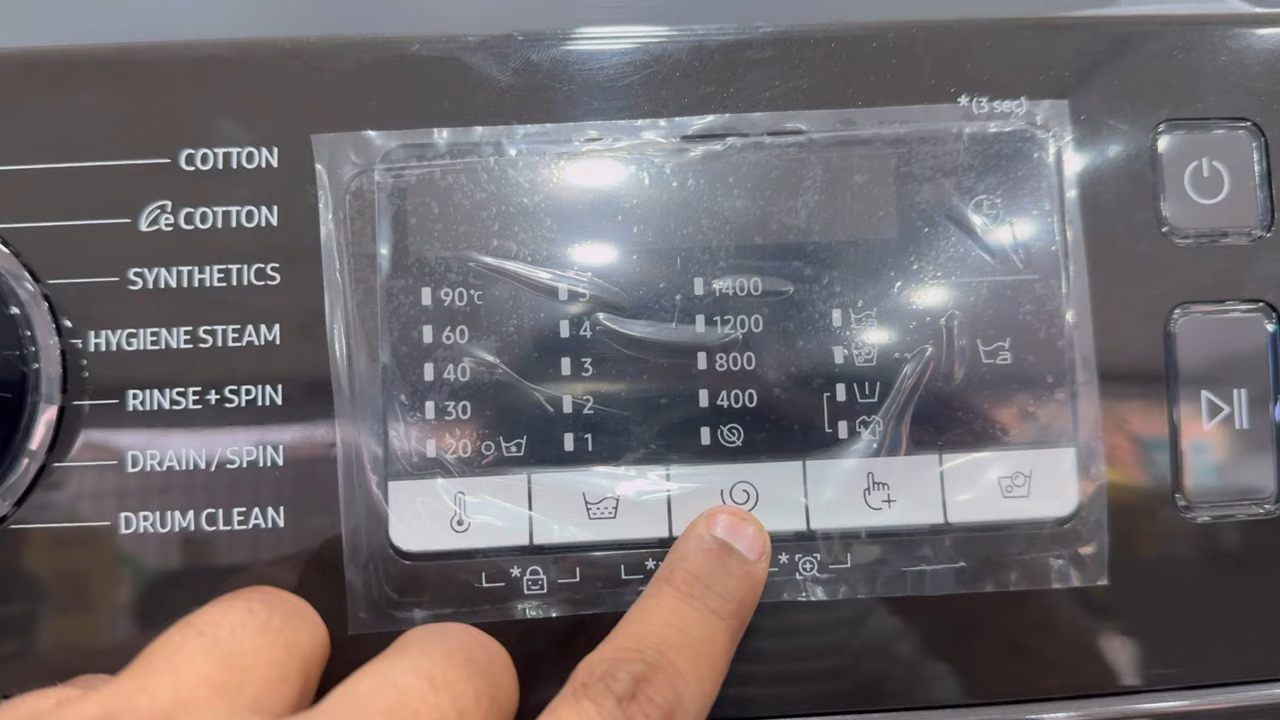 *(3 sec)
COTTON
e COTTON
SYNTHETICS
HYGIENE STEAM
RINSE+SPIN
DRAIN/SPIN
DRUM CLEAN
90℃
60
40
30
20
5
4
3
2
1
1400
1200
800
400
*
*
*